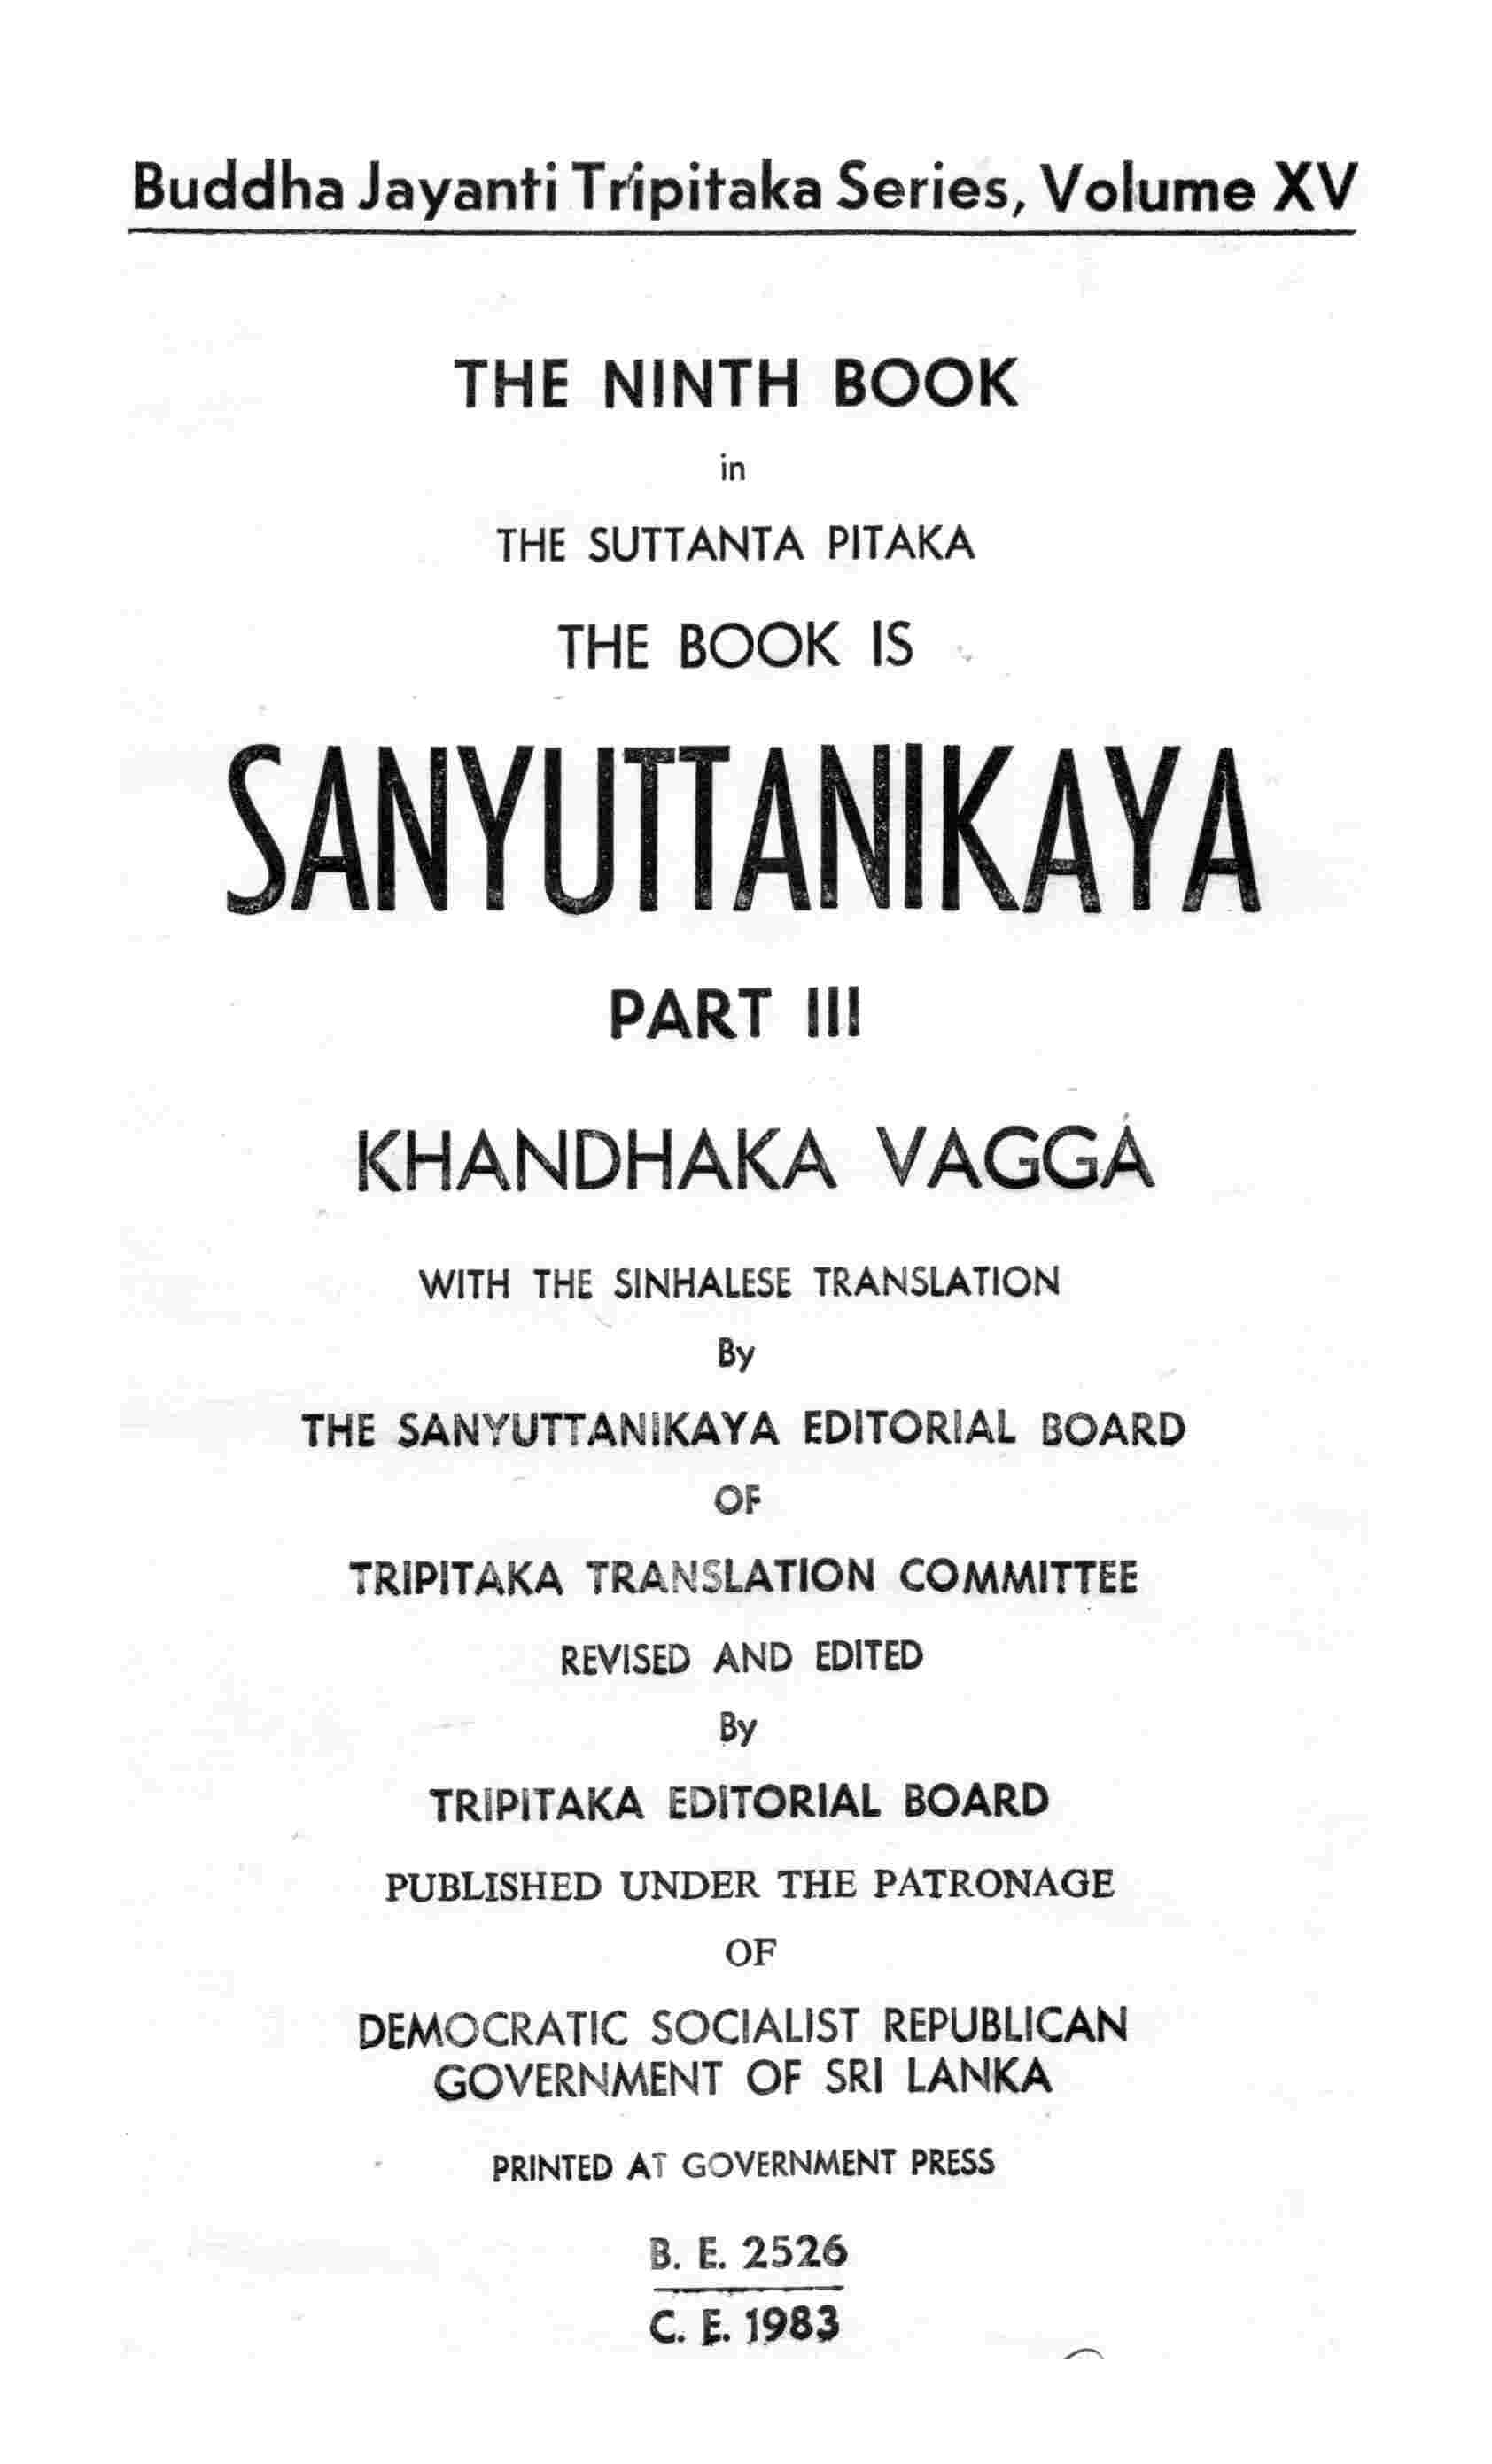 Buddha Jayanti Tripitaka Series, Volume XV
THE NINTH BOOK
in
THE SUTTANTA PITAKA
THE BOOK IS
SANYUTTANIKAYA
PART III
KHANDHAKA VAGGA
WITH THE SINHALESE TRANSLATION
By
THE SANYUTTANIKAYA EDITORIAL BOARD
OF
TRIPITAKA TRANSLATION COMMITTEE
REVISED AND EDITED
By
TRIPITAKA EDITORIAL BOARD
PUBLISHED UNDER THE PATRONAGE
OF
DEMOCRATIC SOCIALIST REPUBLICAN
GOVERNMENT OF SRI LANKA
PRINTED AT GOVERNMENT PRESS
B. E. 2526
C. E. 1983